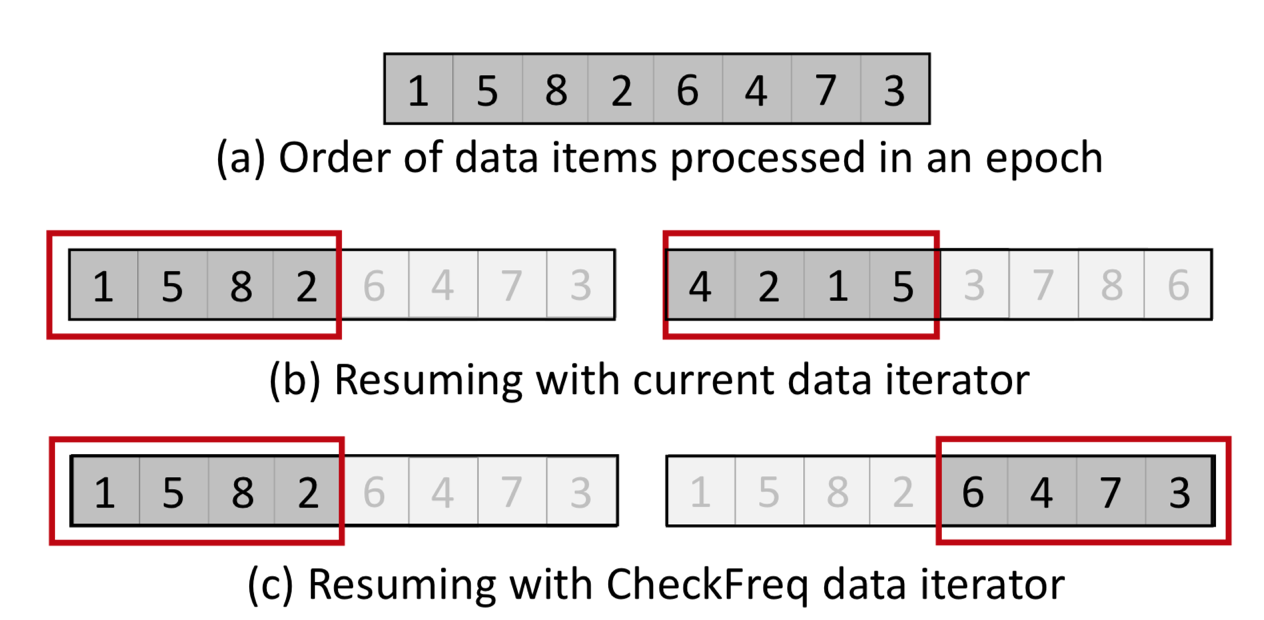 1 5 8 2 6 4 7 3
(a) Order of data items processed in an epoch
1 5 8 2 6 4 7 3 4 2 1 5 3 7 8 6
(b) Resuming with current data iterator
1 5 8 2 6 4 7 3 1 5 8 2 6 4 7 3
(c) Resuming with CheckFreq data iterator